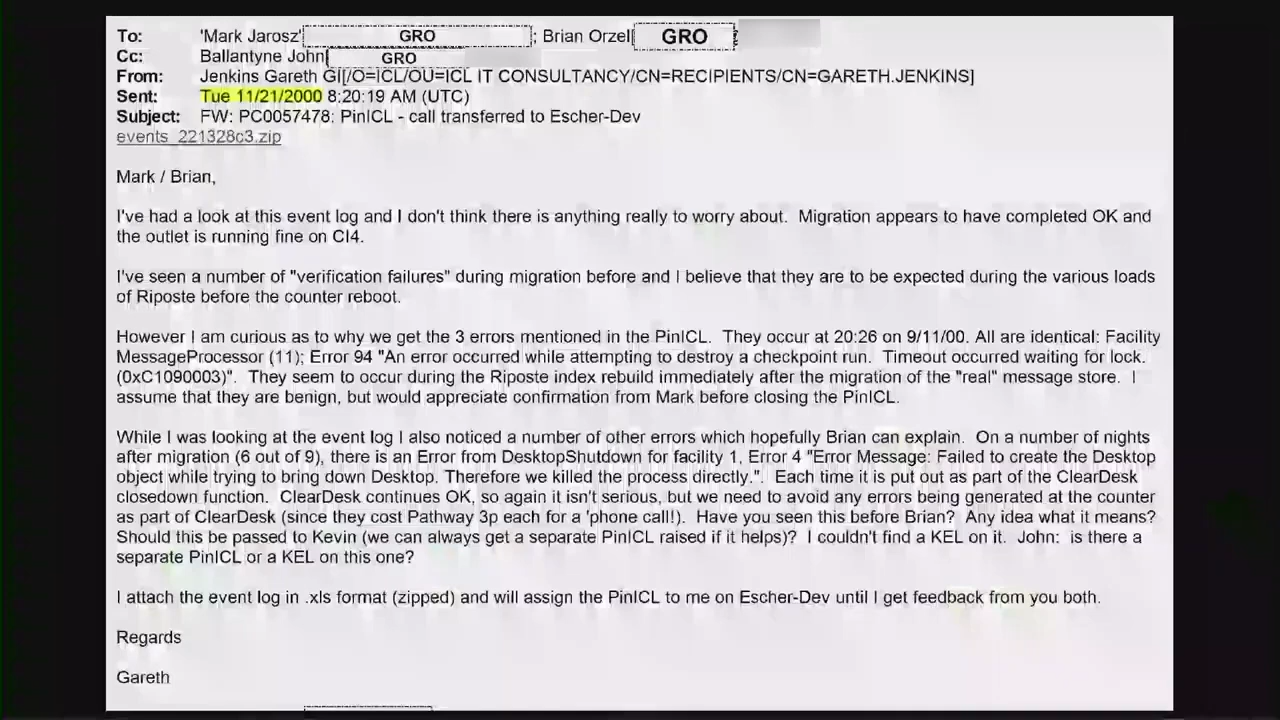 To: 'Mark Jarosz' GRO ; Brian Orzel GRO
Cc: Ballantyne John GRO
From: Jenkins Gareth GI[/O=ICL/OU=ICL IT CONSULTANCY/CN=RECIPIENTS/CN=GARETH.JENKINS]
Sent: Tue 11/21/2000 8:20:19 AM (UTC)
Subject: FW: PC0057478: PinICL - call transferred to Escher-Dev
events_221328c3.zip
Mark / Brian,
I've had a look at this event log and I don't think there is anything really to worry about. Migration appears to have completed OK and
the outlet is running fine on CI4.
I've seen a number of "verification failures" during migration before and I believe that they are to be expected during the various loads
of Riposte before the counter reboot.
However I am curious as to why we get the 3 errors mentioned in the PinICL. They occur at 20:26 on 9/11/00. All are identical: Facility
MessageProcessor (11); Error 94 "An error occurred while attempting to destroy a checkpoint run. Timeout occurred waiting for lock.
(0xC1090003)". They seem to occur during the Riposte index rebuild immediately after the migration of the "real" message store. I
assume that they are benign, but would appreciate confirmation from Mark before closing the PinICL.
While I was looking at the event log I also noticed a number of other errors which hopefully Brian can explain. On a number of nights
after migration (6 out of 9), there is an Error from DesktopShutdown for facility 1, Error 4 "Error Message: Failed to create the Desktop
object while trying to bring down Desktop. Therefore we killed the process directly.". Each time it is put out as part of the ClearDesk
closedown function. ClearDesk continues OK, so again it isn't serious, but we need to avoid any errors being generated at the counter
as part of ClearDesk (since they cost Pathway 3p each for a 'phone call!). Have you seen this before Brian? Any idea what it means?
Should this be passed to Kevin (we can always get a separate PinICL raised if it helps)? I couldn't find a KEL on it. John: is there a
separate PinICL or a KEL on this one?
I attach the event log in .xls format (zipped) and will assign the PinICL to me on Escher-Dev until I get feedback from you both.
Regards
Gareth